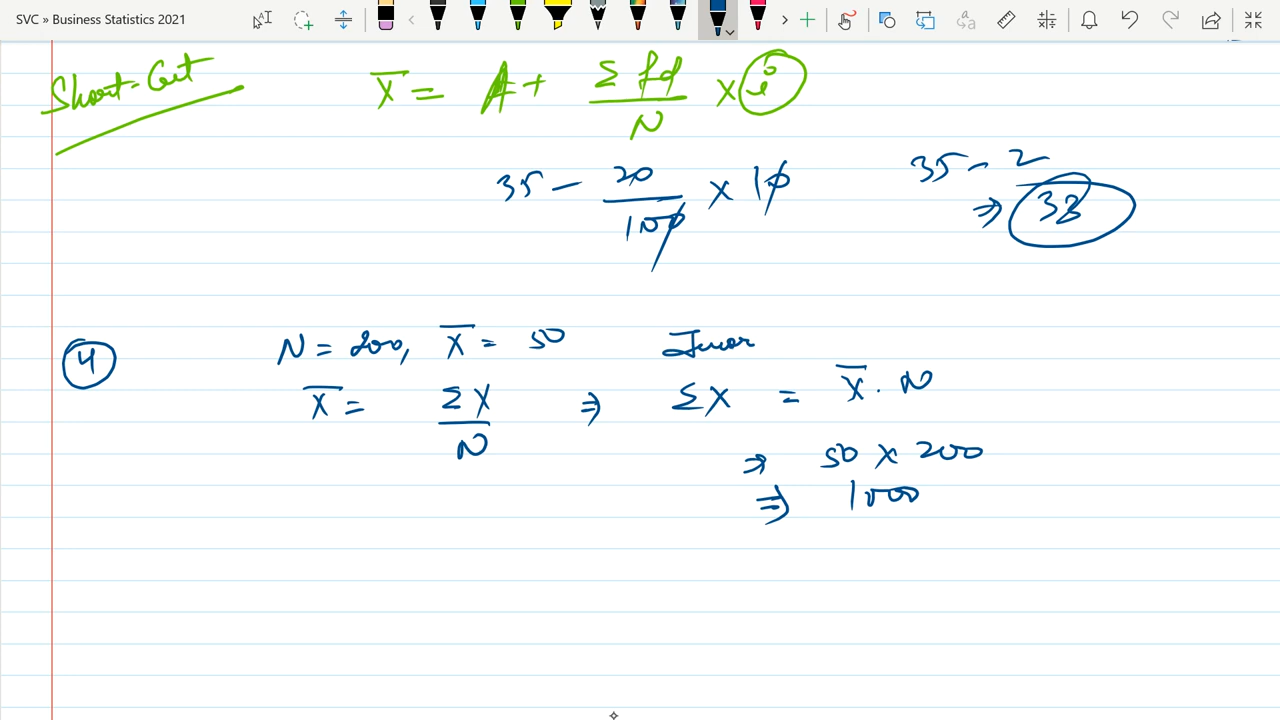 SVC » Business Statistics 2021
Short-Cut X̄ = A + Σfd/N × i
35 - 20/100 × 10
35 - 2
⇒ 33
4
N = 200, X̄ = 50
X̄ = ΣX/N ⇒ ΣX = X̄ . N
⇒ 50 × 200
⇒ 1000